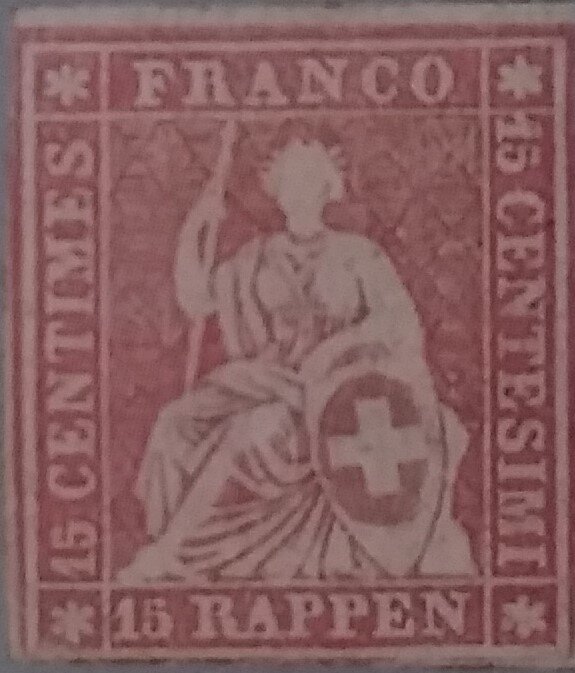 FRANCO
15 CENTIMES
15 CENTESIMI
15 RAPPEN